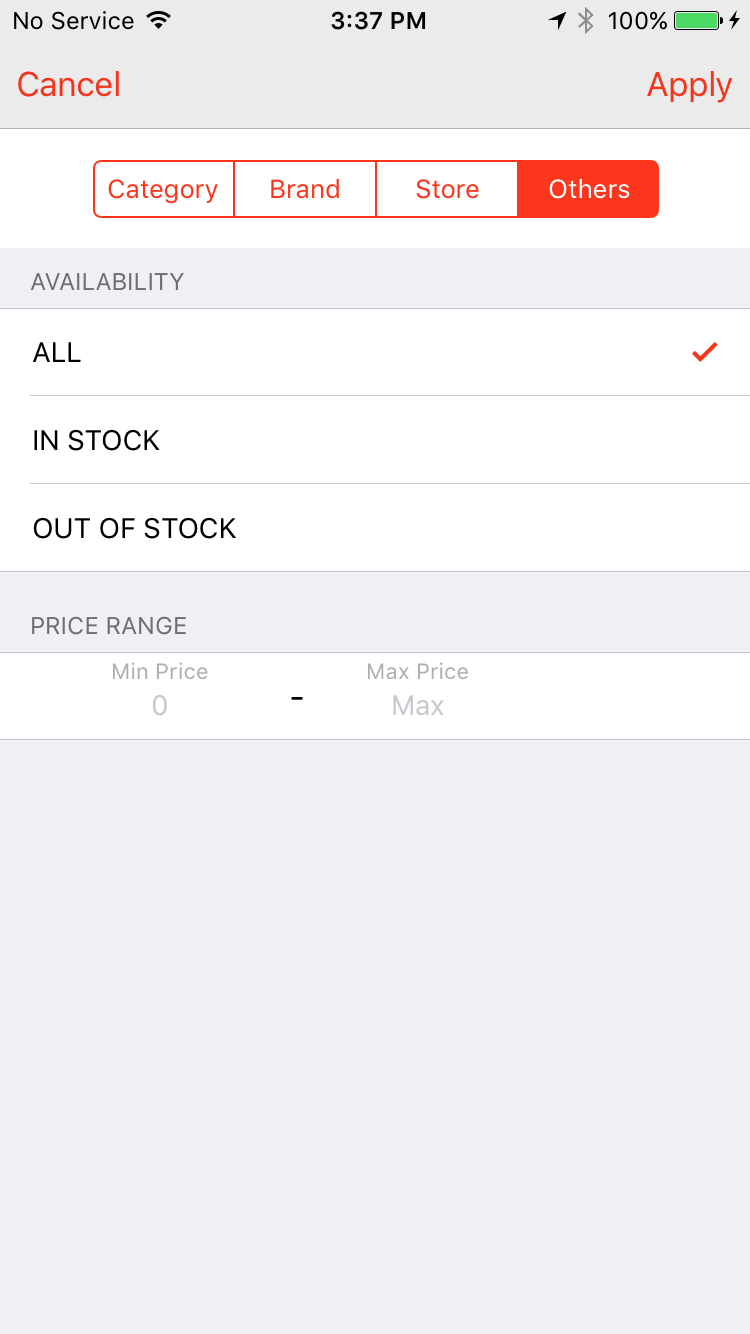 No Service 3:37 PM 100%
Cancel Apply
Category Brand Store Others
AVAILABILITY
ALL
IN STOCK
OUT OF STOCK
PRICE RANGE
Min Price Max Price
0 - Max